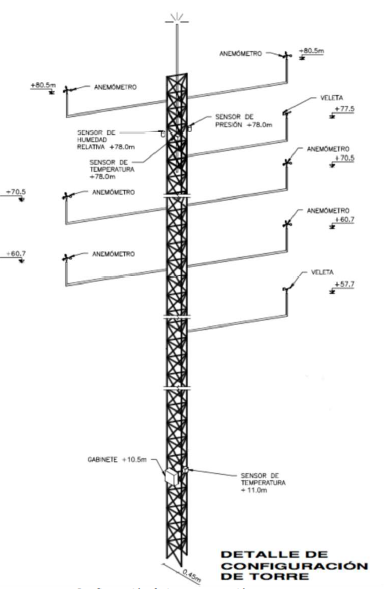 +80.5m
ANEMÓMETRO
+80.5m
ANEMÓMETRO
VELETA
+77.5
SENSOR DE
PRESIÓN +78.0m
SENSOR DE
HUMEDAD
RELATIVA +78.0m
SENSOR DE
TEMPERATURA
+78.0m
ANEMÓMETRO
+70.5
+70.5
ANEMÓMETRO
ANEMÓMETRO
+60.7
+60.7
ANEMÓMETRO
VELETA
+57.7
GABINETE +10.5m
SENSOR DE
TEMPERATURA
+ 11.0m
0.45m
DETALLE DE
CONFIGURACIÓN
DE TORRE